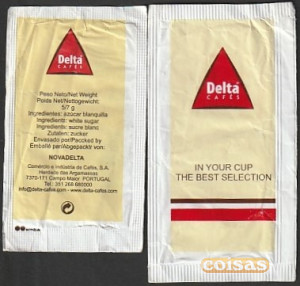 Delta
CAFÉS
Peso Neto/Net Weight
Poids Net/Nettogewicht:
5/7 g
Ingredientes: azúcar blanquilla
Ingredients: white sugar
Ingredients: sucre blanc
Zutaten: zucker
Envasado por/Paccked by
Emballé par/Abgepackt von:
NOVADELTA
Comércio e Indústria de Cafés, S.A.
Herdade das Argamassas
7370-171 Campo Maior PORTUGAL
Tel.: 351 268 680000
info@delta-cafes.com - www.delta-cafes.com
Delta
CAFÉS
IN YOUR CUP
THE BEST SELECTION
coisas